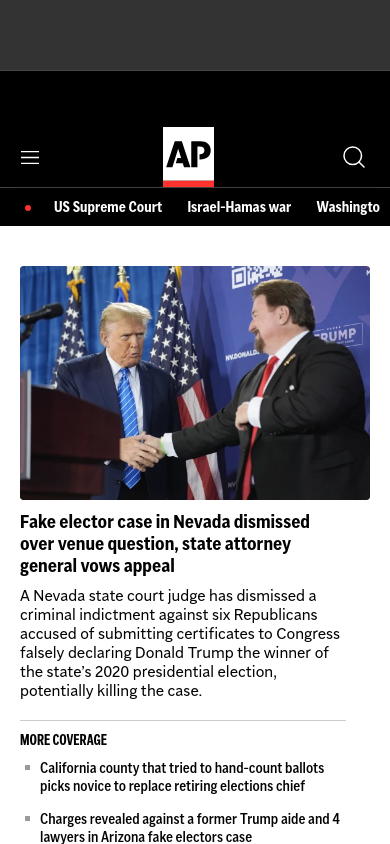 AP
US Supreme Court
Israel-Hamas war
Washingto
NV.DONALD
TRUMP
Fake elector case in Nevada dismissed
over venue question, state attorney
general vows appeal
A Nevada state court judge has dismissed a
criminal indictment against six Republicans
accused of submitting certificates to Congress
falsely declaring Donald Trump the winner of
the state’s 2020 presidential election,
potentially killing the case.
MORE COVERAGE
California county that tried to hand-count ballots
picks novice to replace retiring elections chief
Charges revealed against a former Trump aide and 4
lawyers in Arizona fake electors case